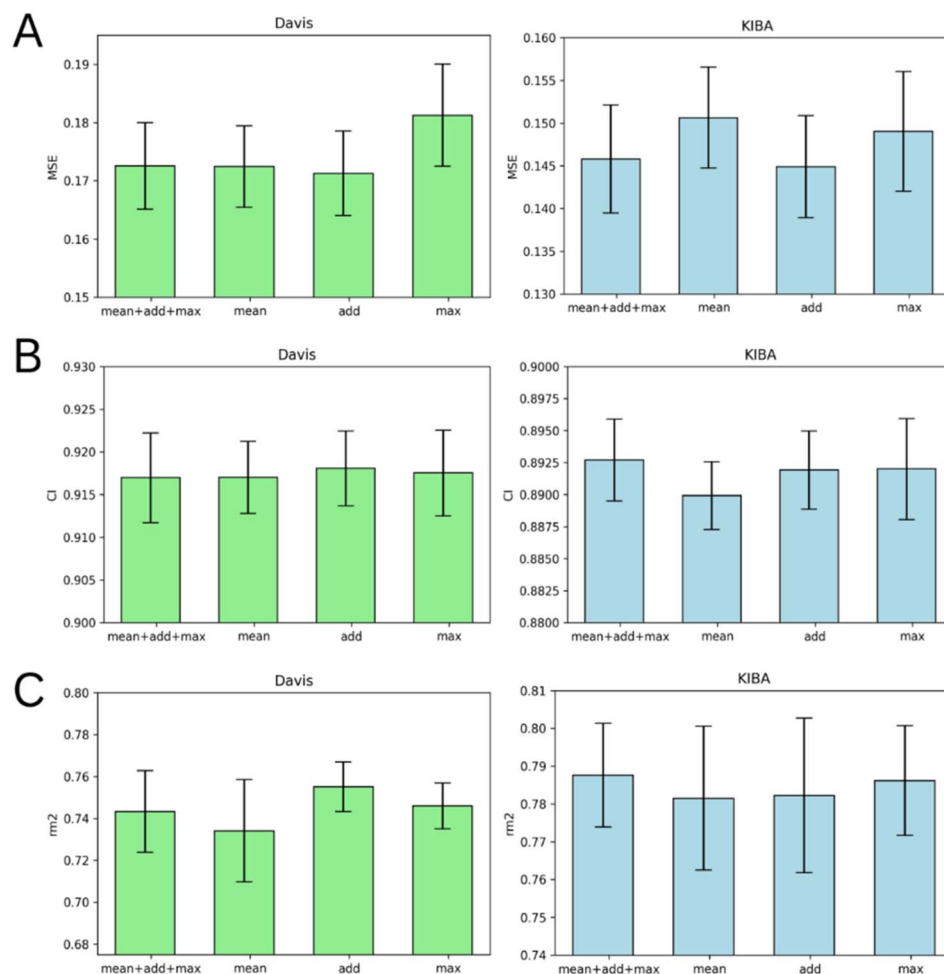 A
Davis
MSE
0.19
0.18
0.17
0.16
0.15
mean+add+max mean add max
KIBA
MSE
0.160
0.155
0.150
0.145
0.140
0.135
0.130
mean+add+max mean add max
B
Davis
CI
0.930
0.925
0.920
0.915
0.910
0.905
0.900
mean+add+max mean add max
KIBA
CI
0.9000
0.8975
0.8950
0.8925
0.8900
0.8875
0.8850
0.8825
0.8800
mean+add+max mean add max
C
Davis
rm2
0.80
0.78
0.76
0.74
0.72
0.70
0.68
mean+add+max mean add max
KIBA
rm2
0.81
0.80
0.79
0.78
0.77
0.76
0.75
0.74
mean+add+max mean add max